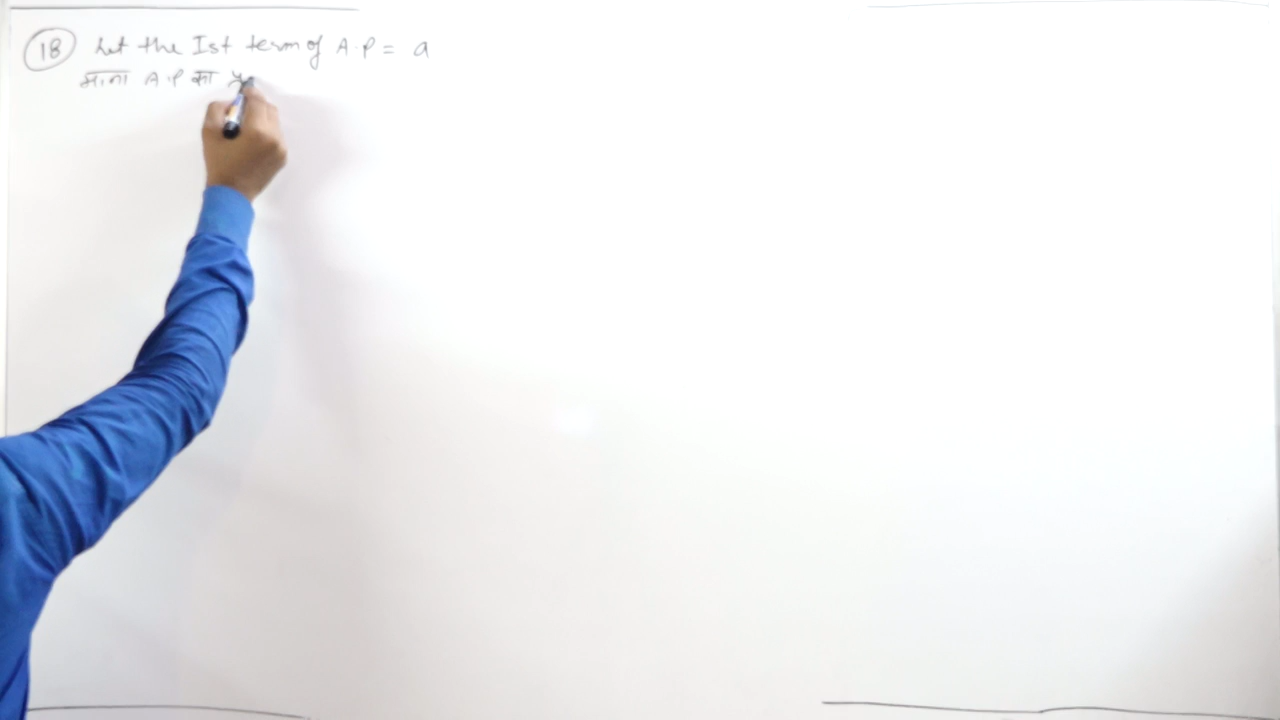 18 Let the Ist term of A.P = a
माना A.P का